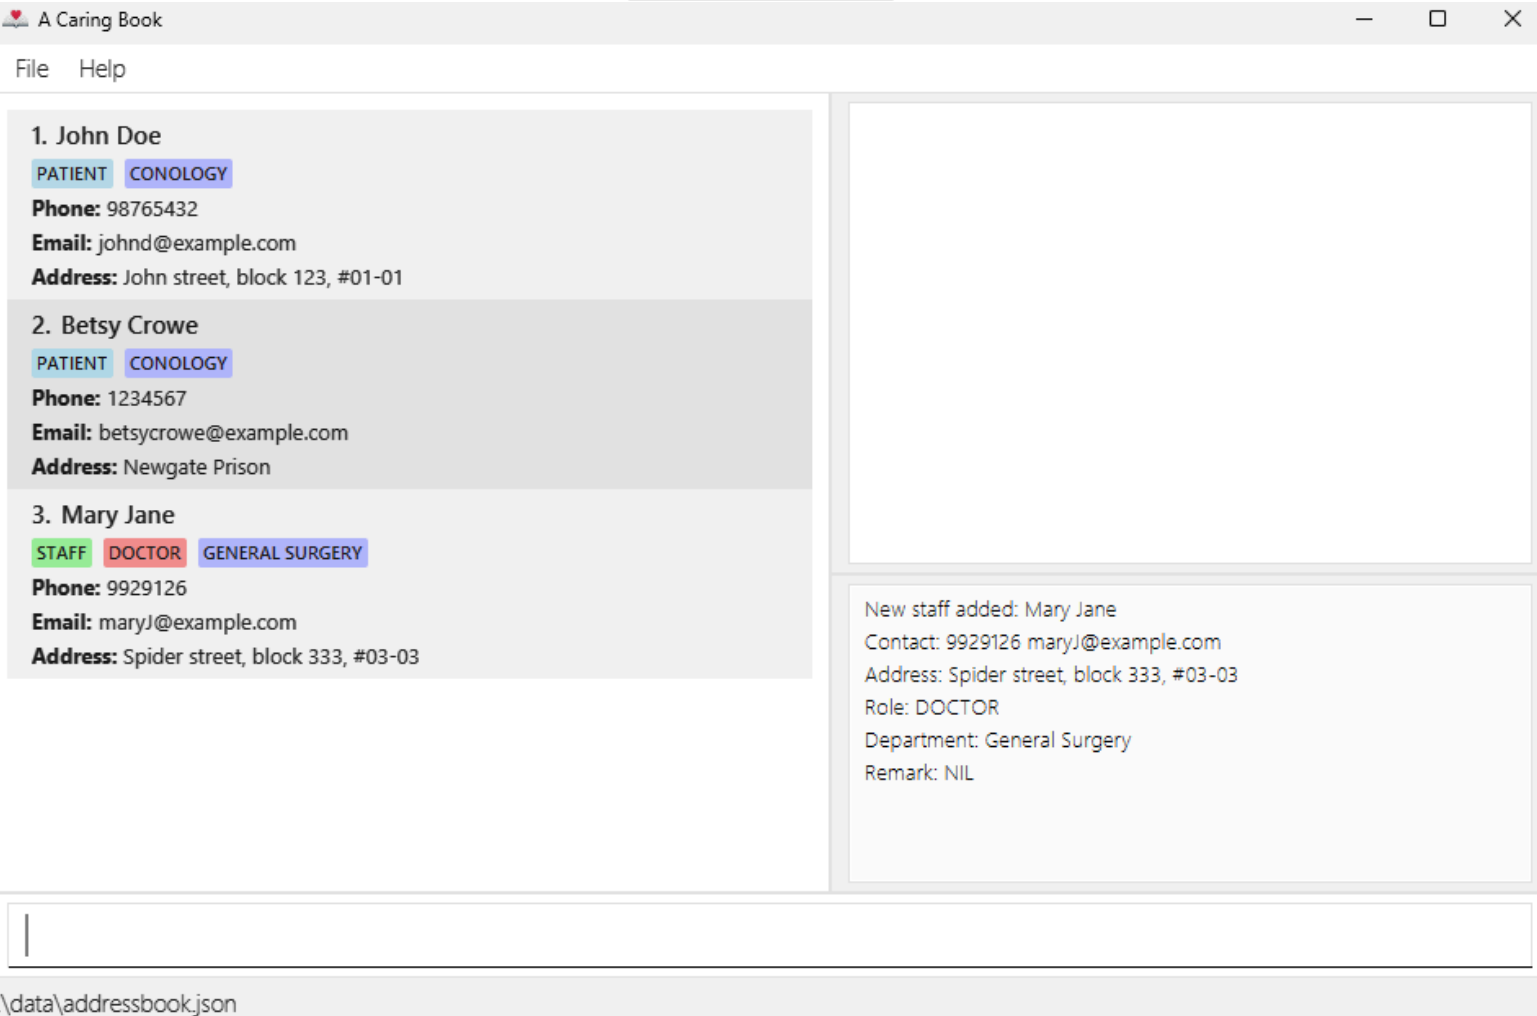 A Caring Book
File Help
1. John Doe
PATIENT CONOLOGY
Phone: 98765432
Email: johnd@example.com
Address: John street, block 123, #01-01
2. Betsy Crowe
PATIENT CONOLOGY
Phone: 1234567
Email: betsycrowe@example.com
Address: Newgate Prison
3. Mary Jane
STAFF DOCTOR GENERAL SURGERY
Phone: 9929126
Email: maryJ@example.com
Address: Spider street, block 333, #03-03
New staff added: Mary Jane
Contact: 9929126 maryJ@example.com
Address: Spider street, block 333, #03-03
Role: DOCTOR
Department: General Surgery
Remark: NIL
\data\addressbook.json